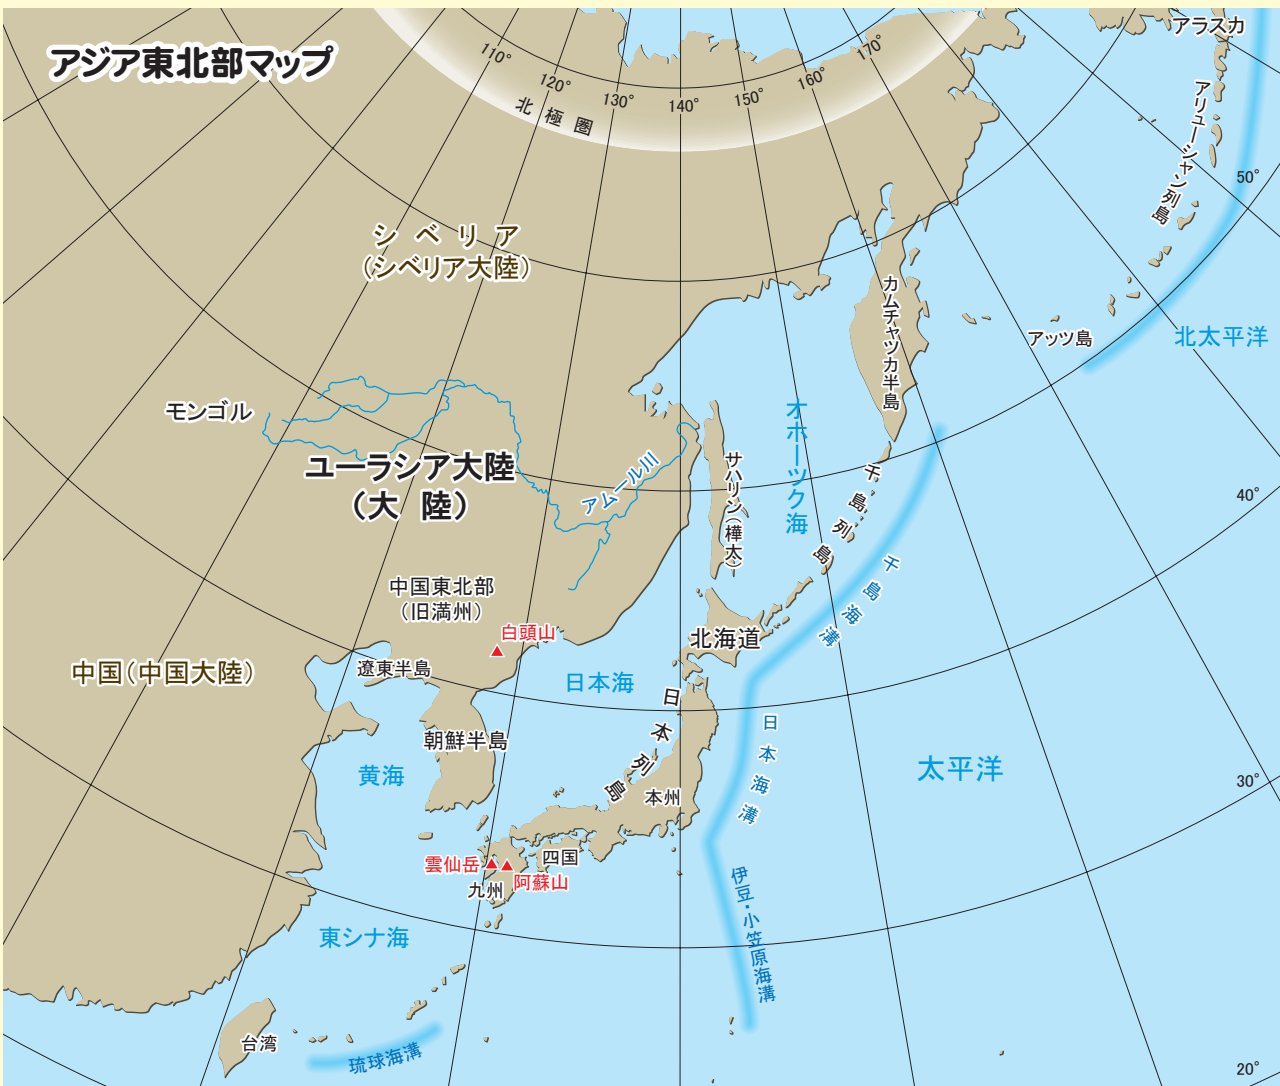 アジア東北部マップ
アラスカ
110°
120°
130°
140°
150°
160°
170°
北極圏
アリューシャン列島
50°
シベリア
(シベリア大陸)
カムチャツカ半島
アッツ島
北太平洋
モンゴル
オホーツク海
ユーラシア大陸
(大 陸)
アムール川
サハリン(樺太)
千島列島
40°
千島海溝
中国東北部
(旧満州)
白頭山
北海道
中国(中国大陸)
遼東半島
日本海
日本列島
朝鮮半島
日本海溝
太平洋
黄海
本州
30°
雲仙岳
阿蘇山
四国
九州
伊豆・小笠原海溝
東シナ海
台湾
琉球海溝
20°